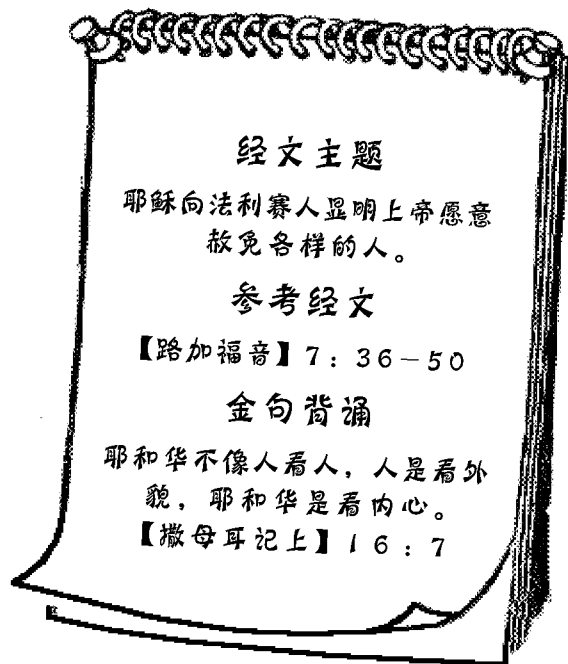 经文主题
耶稣向法利赛人显明上帝愿意
赦免各样的人。
参考经文
【路加福音】7：36－50
金句背诵
耶和华不像人看人，人是看外
貌，耶和华是看内心。
【撒母耳记上】16：7